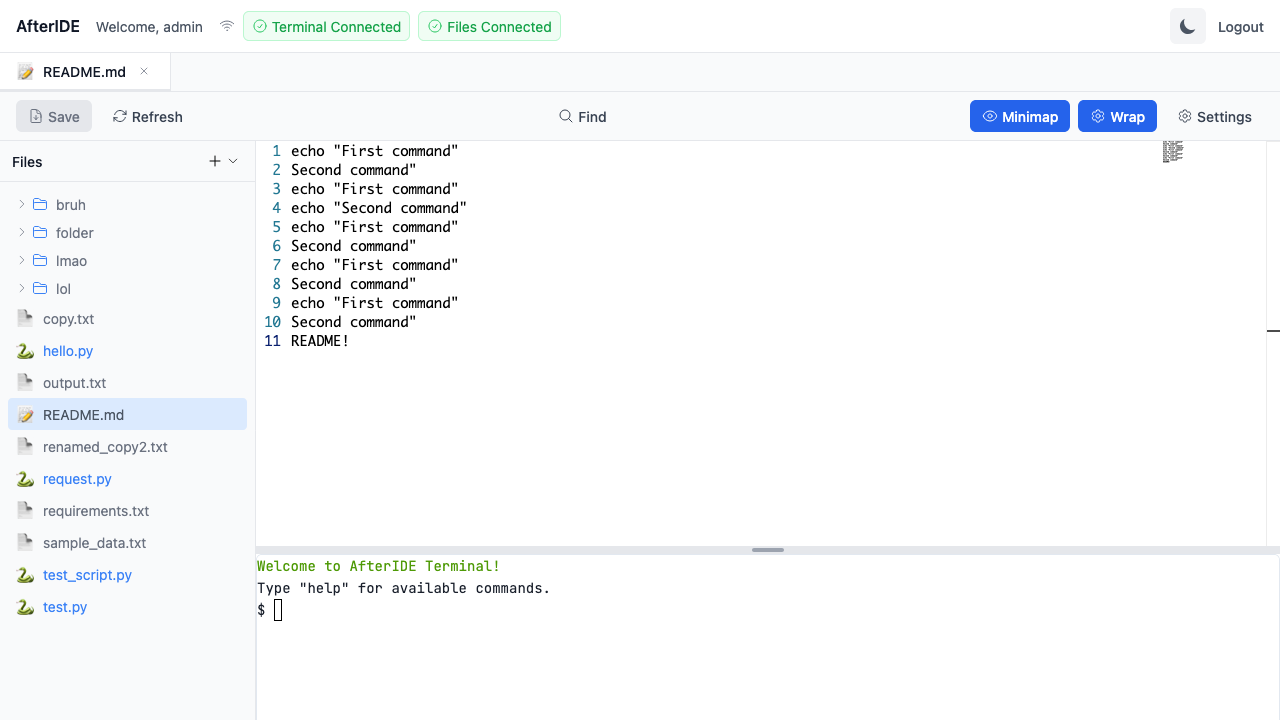 AfterIDE Welcome, admin Terminal Connected Files Connected Logout
README.md
Save Refresh Find Minimap Wrap Settings
Files
bruh
folder
lmao
lol
copy.txt
hello.py
output.txt
README.md
renamed_copy2.txt
request.py
requirements.txt
sample_data.txt
test_script.py
test.py
1 echo "First command"
2 Second command"
3 echo "First command"
4 echo "Second command"
5 echo "First command"
6 Second command"
7 echo "First command"
8 Second command"
9 echo "First command"
10 Second command"
11 README!
Welcome to AfterIDE Terminal!
Type "help" for available commands.
$